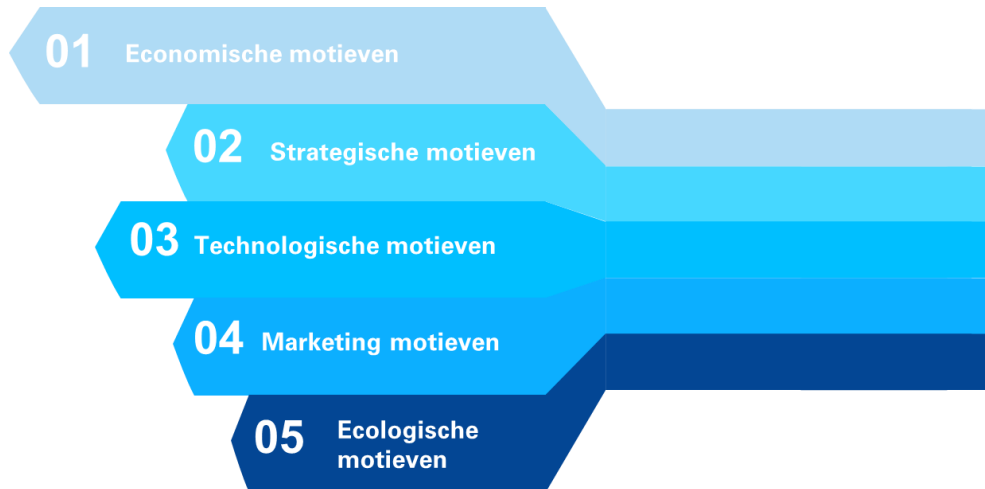 01 Economische motieven
02 Strategische motieven
03 Technologische motieven
04 Marketing motieven
05 Ecologische
motieven